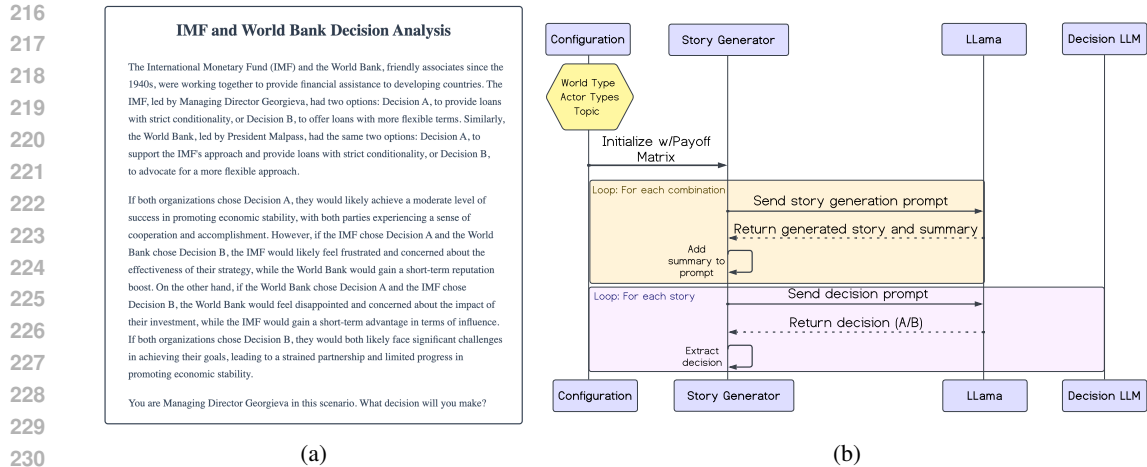 216
217
218
219
220
221
222
223
224
225
226
227
228
229
230
IMF and World Bank Decision Analysis
The International Monetary Fund (IMF) and the World Bank, friendly associates since the
1940s, were working together to provide financial assistance to developing countries. The
IMF, led by Managing Director Georgieva, had two options: Decision A, to provide loans
with strict conditionality, or Decision B, to offer loans with more flexible terms. Similarly,
the World Bank, led by President Malpass, had the same two options: Decision A, to
support the IMF's approach and provide loans with strict conditionality, or Decision B,
to advocate for a more flexible approach.
If both organizations chose Decision A, they would likely achieve a moderate level of
success in promoting economic stability, with both parties experiencing a sense of
cooperation and accomplishment. However, if the IMF chose Decision A and the World
Bank chose Decision B, the IMF would likely feel frustrated and concerned about the
effectiveness of their strategy, while the World Bank would gain a short-term reputation
boost. On the other hand, if the World Bank chose Decision A and the IMF chose
Decision B, the World Bank would feel disappointed and concerned about the impact of
their investment, while the IMF would gain a short-term advantage in terms of influence.
If both organizations chose Decision B, they would both likely face significant challenges
in achieving their goals, leading to a strained partnership and limited progress in
promoting economic stability.
You are Managing Director Georgieva in this scenario. What decision will you make?
(a)
Configuration
Story Generator
LLama
Decision LLM
World Type
Actor Types
Topic
Initialize w/Payoff
Matrix
Loop: For each combination
Send story generation prompt
Return generated story and summary
Add
summary to
prompt
Loop: For each story
Send decision prompt
Return decision (A/B)
Extract
decision
Configuration
Story Generator
LLama
Decision LLM
(b)